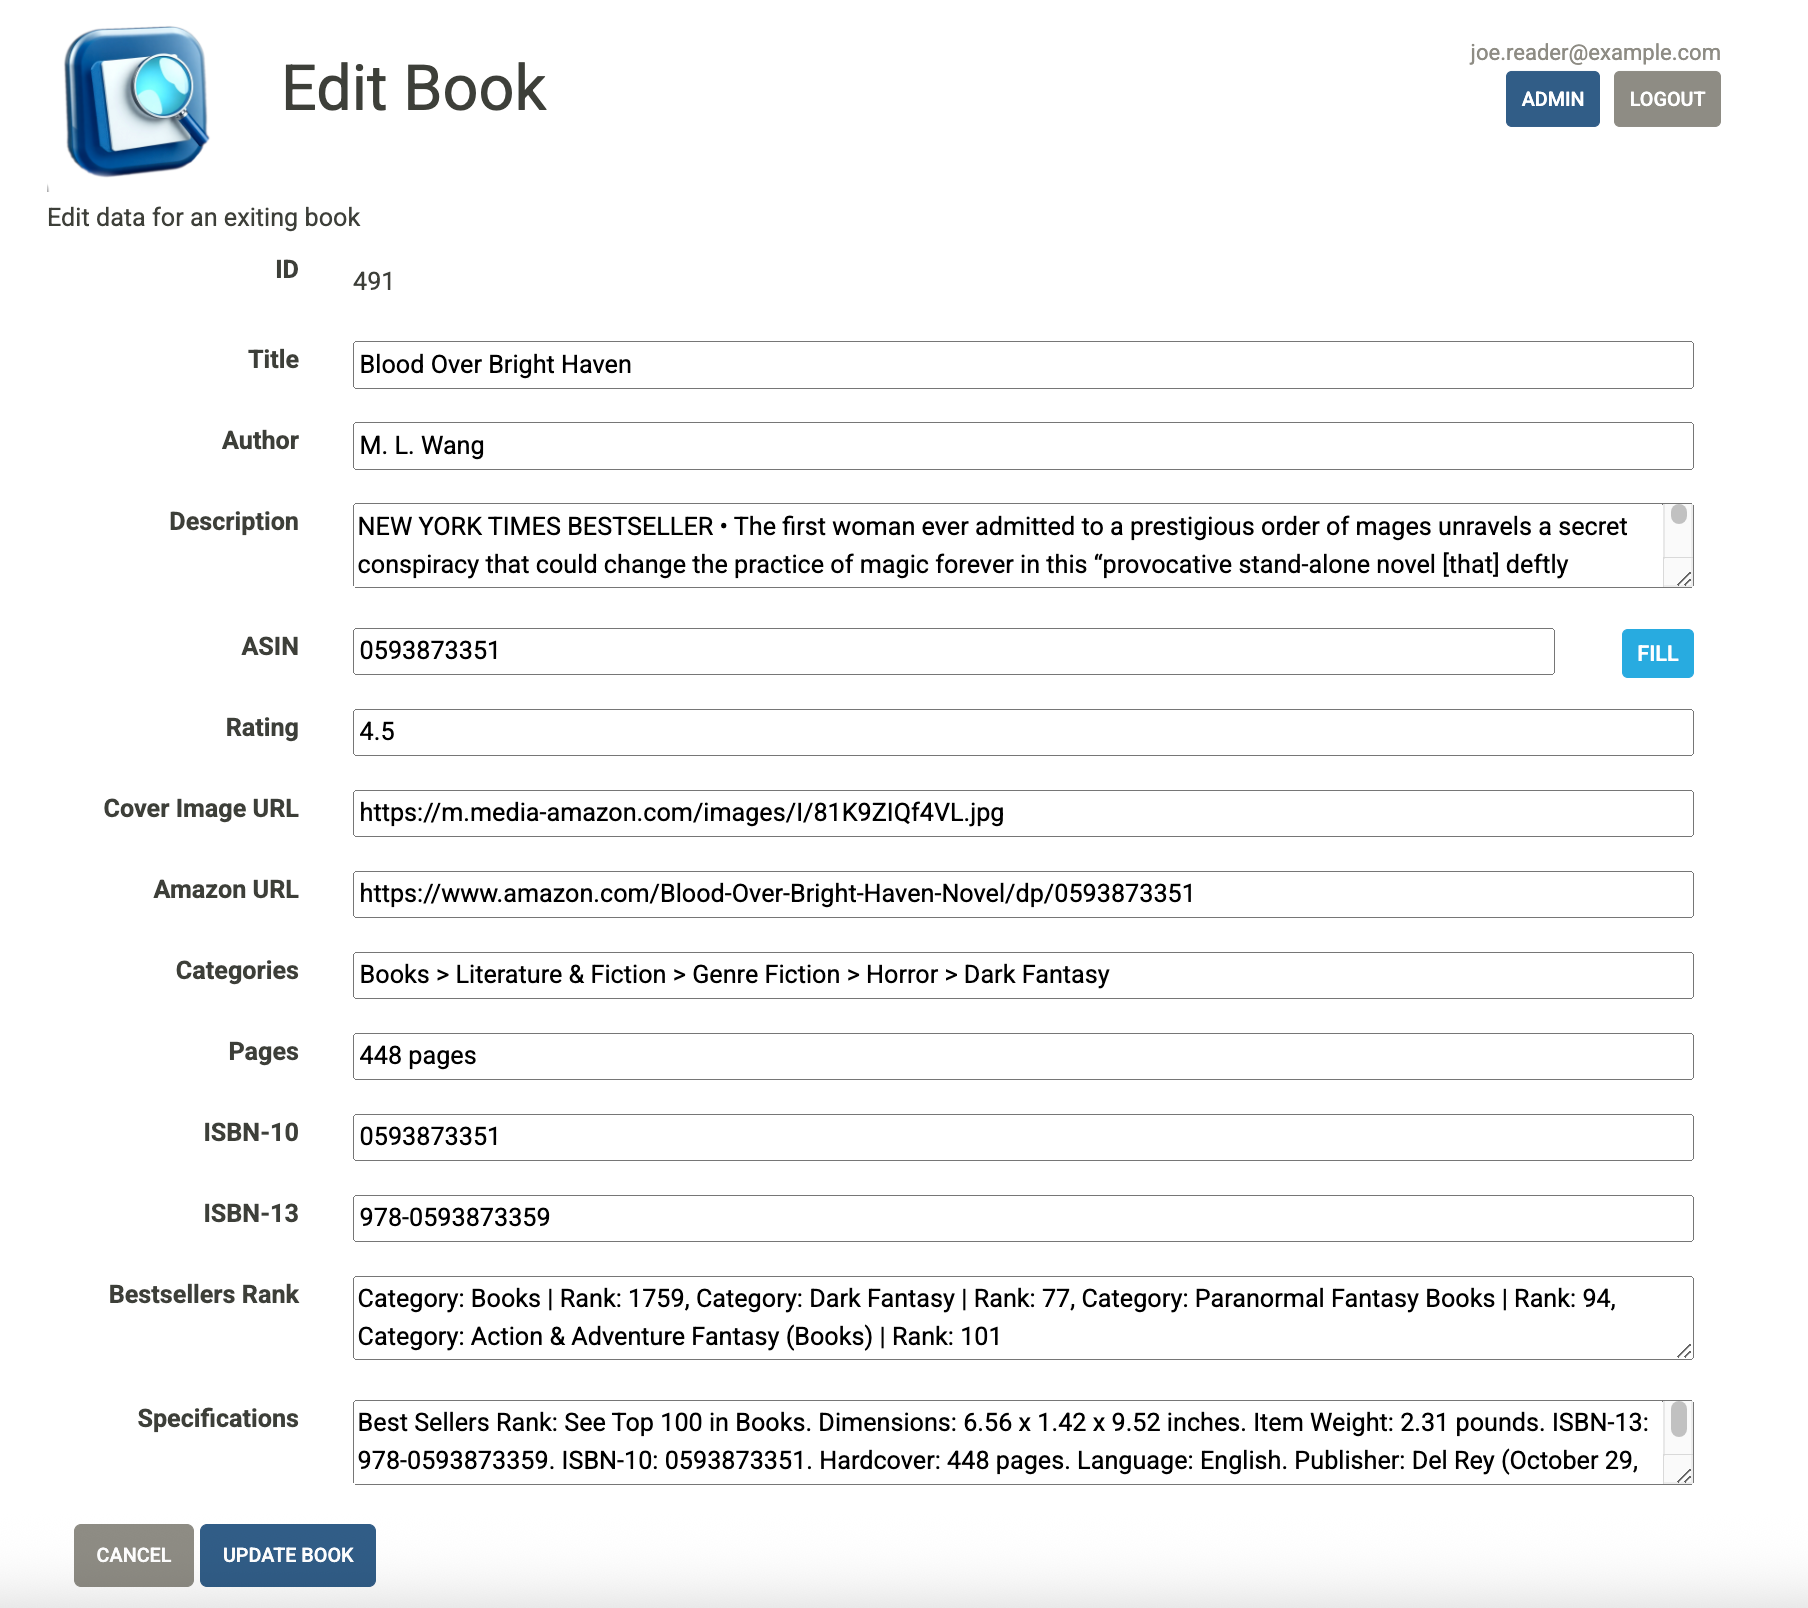 Edit Book
joe.reader@example.com
ADMIN LOGOUT
Edit data for an exiting book
ID 491
Title Blood Over Bright Haven
Author M. L. Wang
Description NEW YORK TIMES BESTSELLER • The first woman ever admitted to a prestigious order of mages unravels a secret
conspiracy that could change the practice of magic forever in this “provocative stand-alone novel [that] deftly
ASIN 0593873351 FILL
Rating 4.5
Cover Image URL https://m.media-amazon.com/images/I/81K9ZIQf4VL.jpg
Amazon URL https://www.amazon.com/Blood-Over-Bright-Haven-Novel/dp/0593873351
Categories Books > Literature & Fiction > Genre Fiction > Horror > Dark Fantasy
Pages 448 pages
ISBN-10 0593873351
ISBN-13 978-0593873359
Bestsellers Rank Category: Books | Rank: 1759, Category: Dark Fantasy | Rank: 77, Category: Paranormal Fantasy Books | Rank: 94,
Category: Action & Adventure Fantasy (Books) | Rank: 101
Specifications Best Sellers Rank: See Top 100 in Books. Dimensions: 6.56 x 1.42 x 9.52 inches. Item Weight: 2.31 pounds. ISBN-13:
978-0593873359. ISBN-10: 0593873351. Hardcover: 448 pages. Language: English. Publisher: Del Rey (October 29,
CANCEL UPDATE BOOK